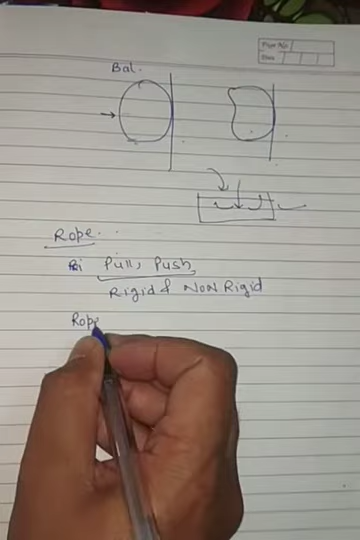 Page No.
Date
Bal.
Rope.
Pull, Push,
Rigid & NON Rigid
Rope